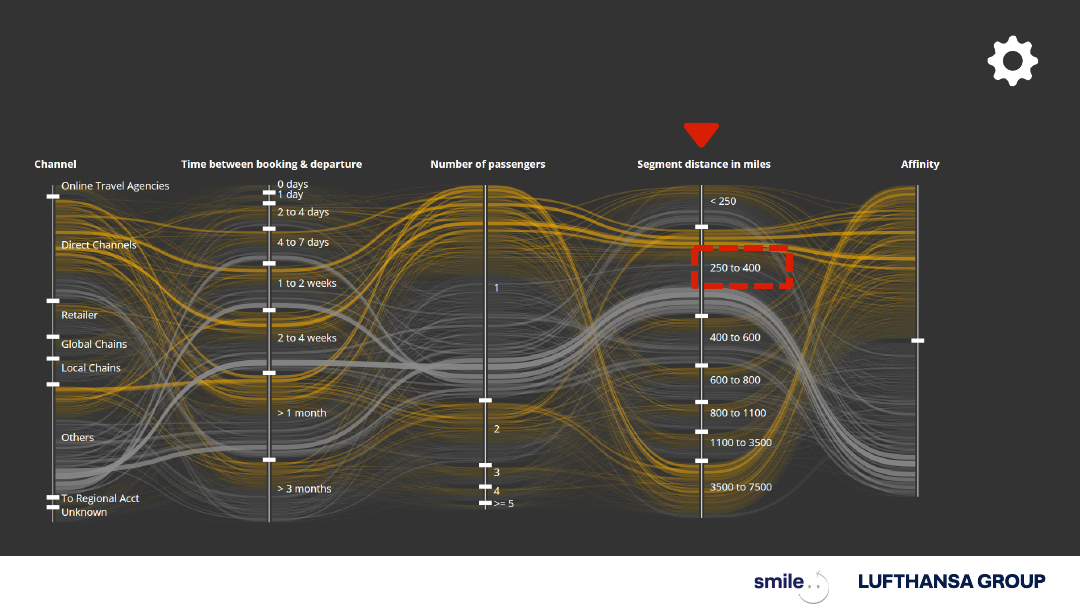 Channel
Time between booking & departure
Number of passengers
Segment distance in miles
Affinity
Online Travel Agencies
Direct Channels
Retailer
Global Chains
Local Chains
Others
To Regional Acct
Unknown
0 days
1 day
2 to 4 days
4 to 7 days
1 to 2 weeks
2 to 4 weeks
> 1 month
> 3 months
1
2
3
4
>= 5
< 250
250 to 400
400 to 600
600 to 800
800 to 1100
1100 to 3500
3500 to 7500
smile
LUFTHANSA GROUP